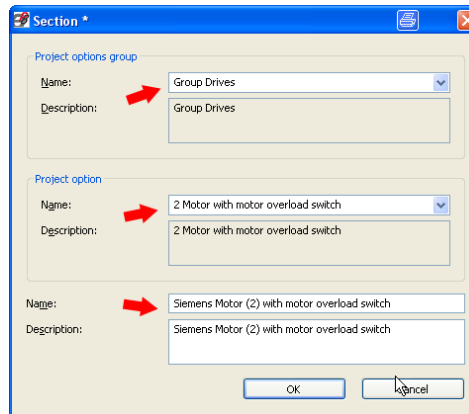 Section *
Project options group
Name: Group Drives
Description: Group Drives
Project option
Name: 2 Motor with motor overload switch
Description: 2 Motor with motor overload switch
Name: Siemens Motor (2) with motor overload switch
Description: Siemens Motor (2) with motor overload switch
OK Cancel